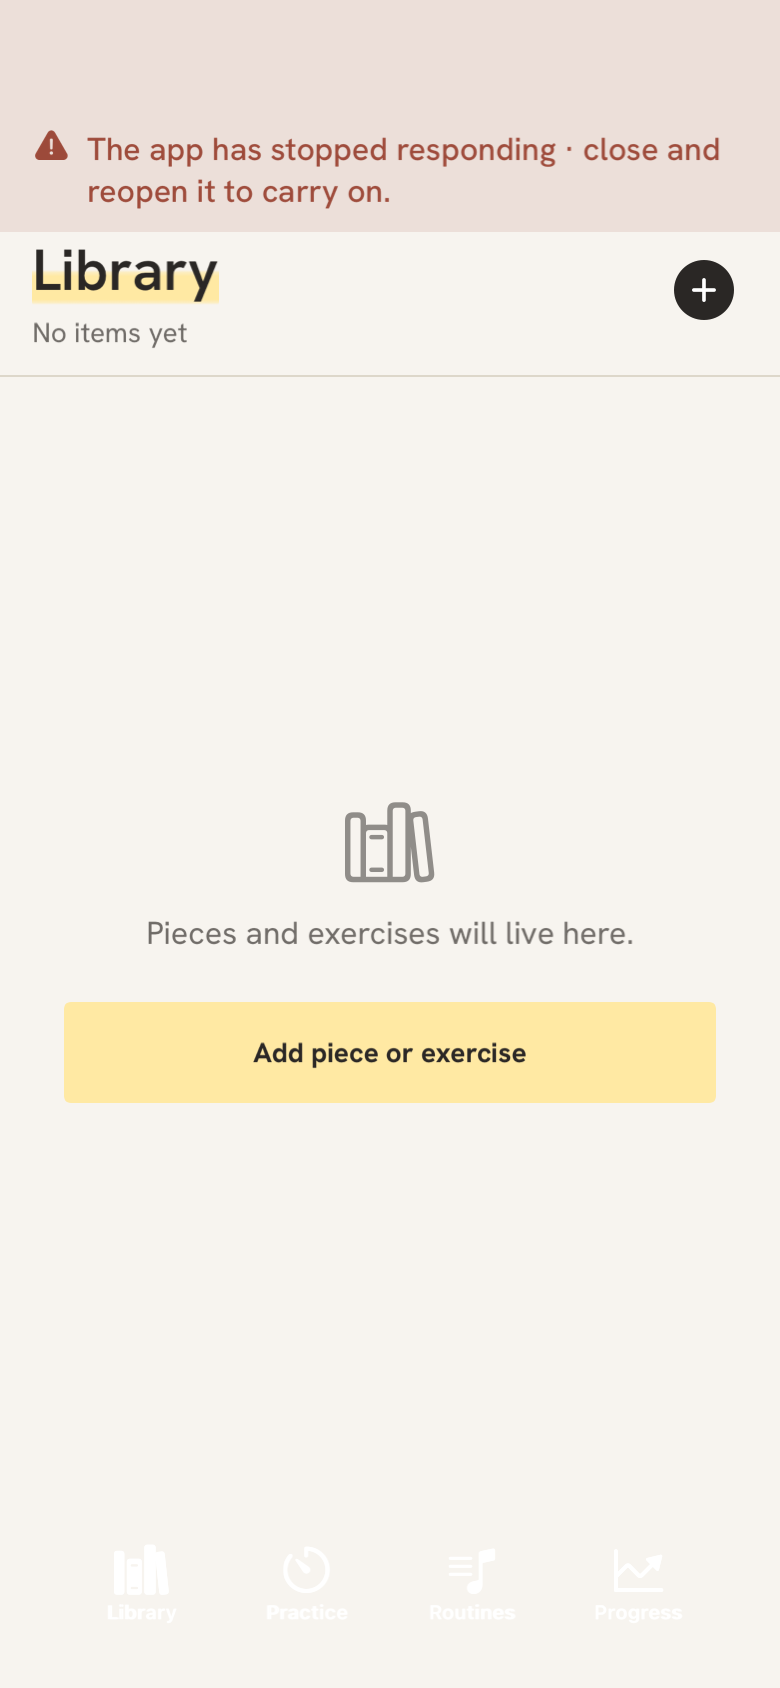 The app has stopped responding · close and
reopen it to carry on.
Library
No items yet
Pieces and exercises will live here.
Add piece or exercise
Library
Practice
Routines
Progress